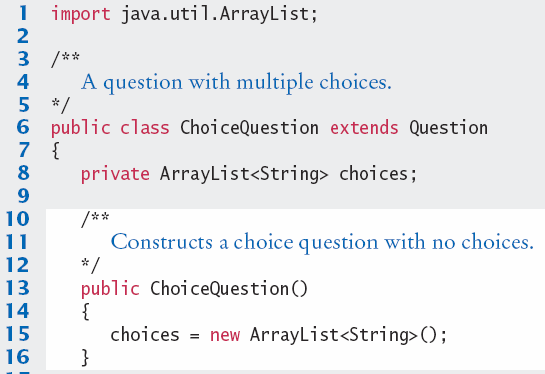 1 import java.util.ArrayList;
2
3 /**
4 A question with multiple choices.
5 */
6 public class ChoiceQuestion extends Question
7 {
8 private ArrayList<String> choices;
9
10 /**
11 Constructs a choice question with no choices.
12 */
13 public ChoiceQuestion()
14 {
15 choices = new ArrayList<String>();
16 }